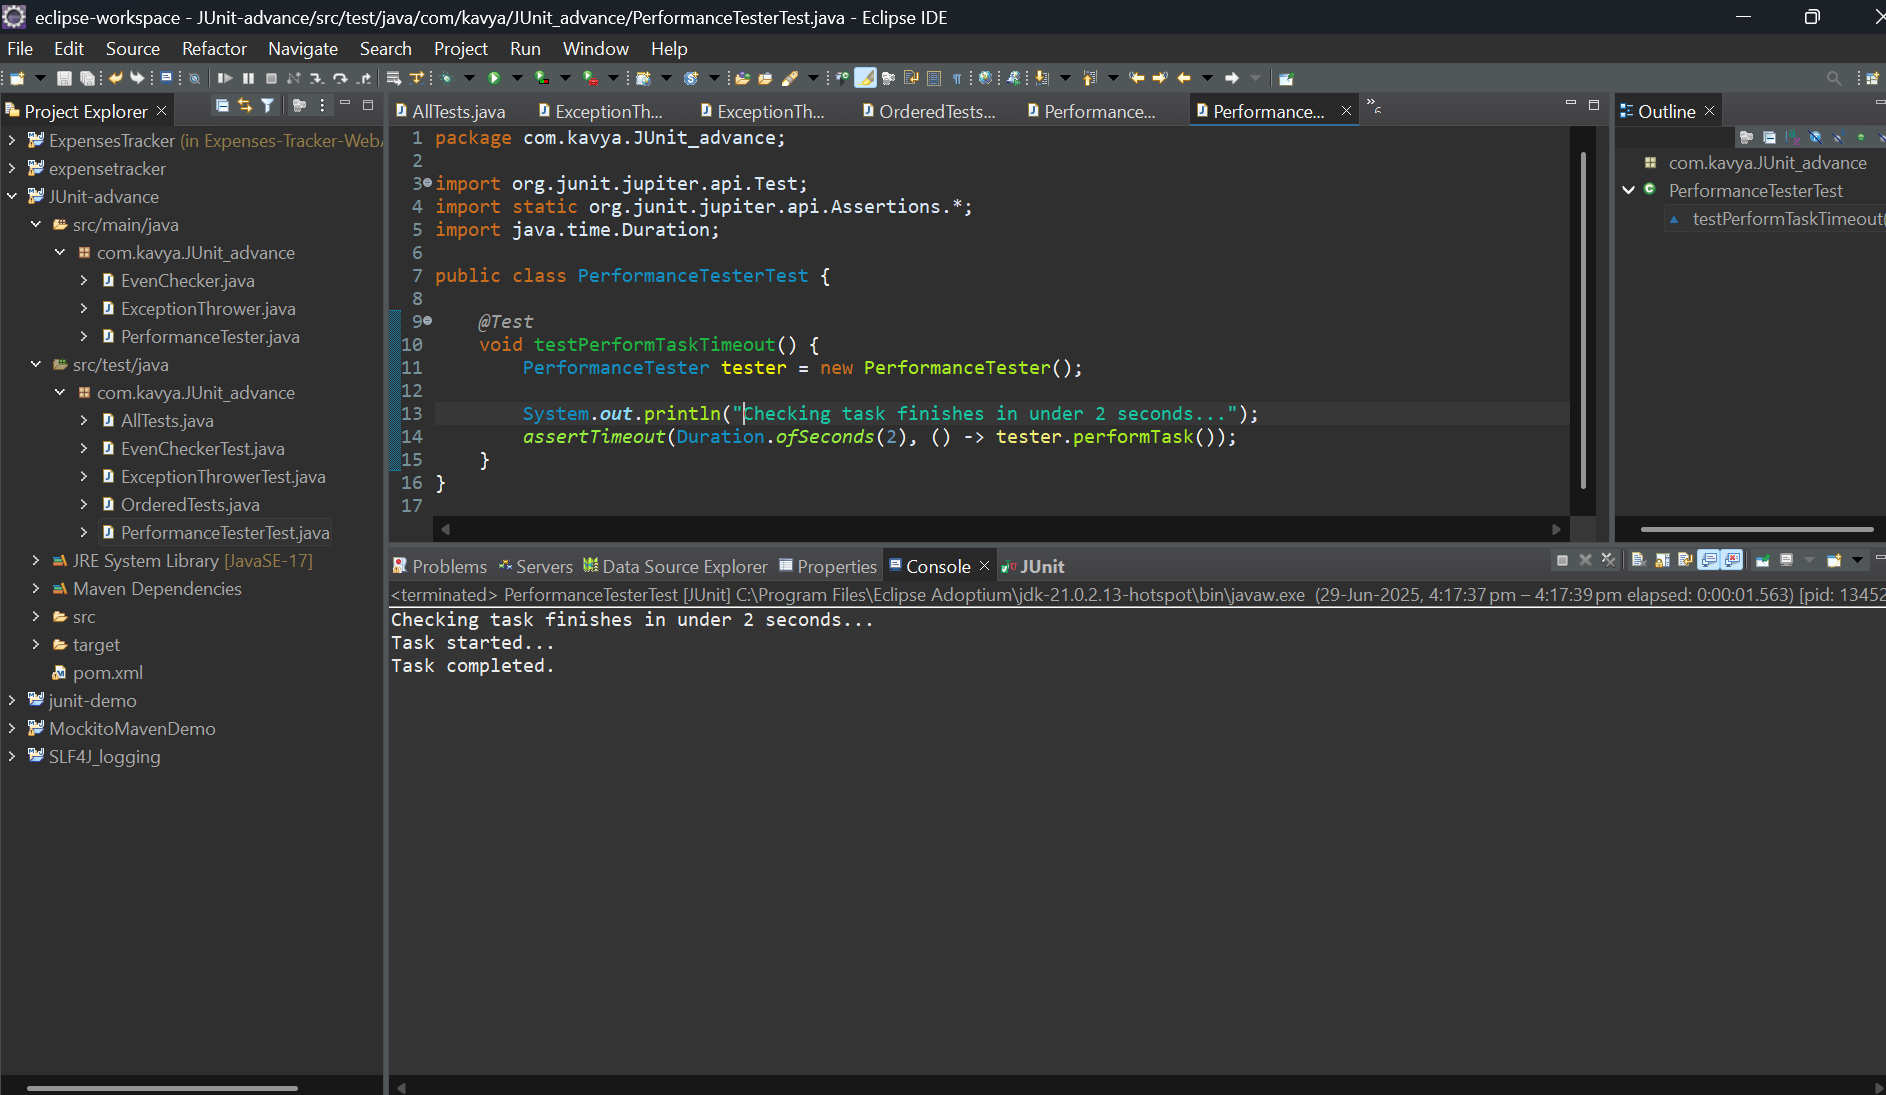 eclipse-workspace - JUnit-advance/src/test/java/com/kavya/JUnit_advance/PerformanceTesterTest.java - Eclipse IDE
File Edit Source Refactor Navigate Search Project Run Window Help
Project Explorer
ExpensesTracker (in Expenses-Tracker-WebA
expensetracker
JUnit-advance
src/main/java
com.kavya.JUnit_advance
EvenChecker.java
ExceptionThrower.java
PerformanceTester.java
src/test/java
com.kavya.JUnit_advance
AllTests.java
EvenCheckerTest.java
ExceptionThrowerTest.java
OrderedTests.java
PerformanceTesterTest.java
JRE System Library [JavaSE-17]
Maven Dependencies
src
target
pom.xml
junit-demo
MockitoMavenDemo
SLF4J_logging
AllTests.java ExceptionTh... ExceptionTh... OrderedTests... Performance... Performance...
1 package com.kavya.JUnit_advance;
2
3 import org.junit.jupiter.api.Test;
4 import static org.junit.jupiter.api.Assertions.*;
5 import java.time.Duration;
6
7 public class PerformanceTesterTest {
8
9 @Test
10 void testPerformTaskTimeout() {
11 PerformanceTester tester = new PerformanceTester();
12
13 System.out.println("Checking task finishes in under 2 seconds...");
14 assertTimeout(Duration.ofSeconds(2), () -> tester.performTask());
15 }
16 }
17
Outline
com.kavya.JUnit_advance
PerformanceTesterTest
testPerformTaskTimeout(
Problems Servers Data Source Explorer Properties Console JUnit
<terminated> PerformanceTesterTest [JUnit] C:\Program Files\Eclipse Adoptium\jdk-21.0.2.13-hotspot\bin\javaw.exe (29-Jun-2025, 4:17:37 pm – 4:17:39 pm elapsed: 0:00:01.563) [pid: 13452
Checking task finishes in under 2 seconds...
Task started...
Task completed.